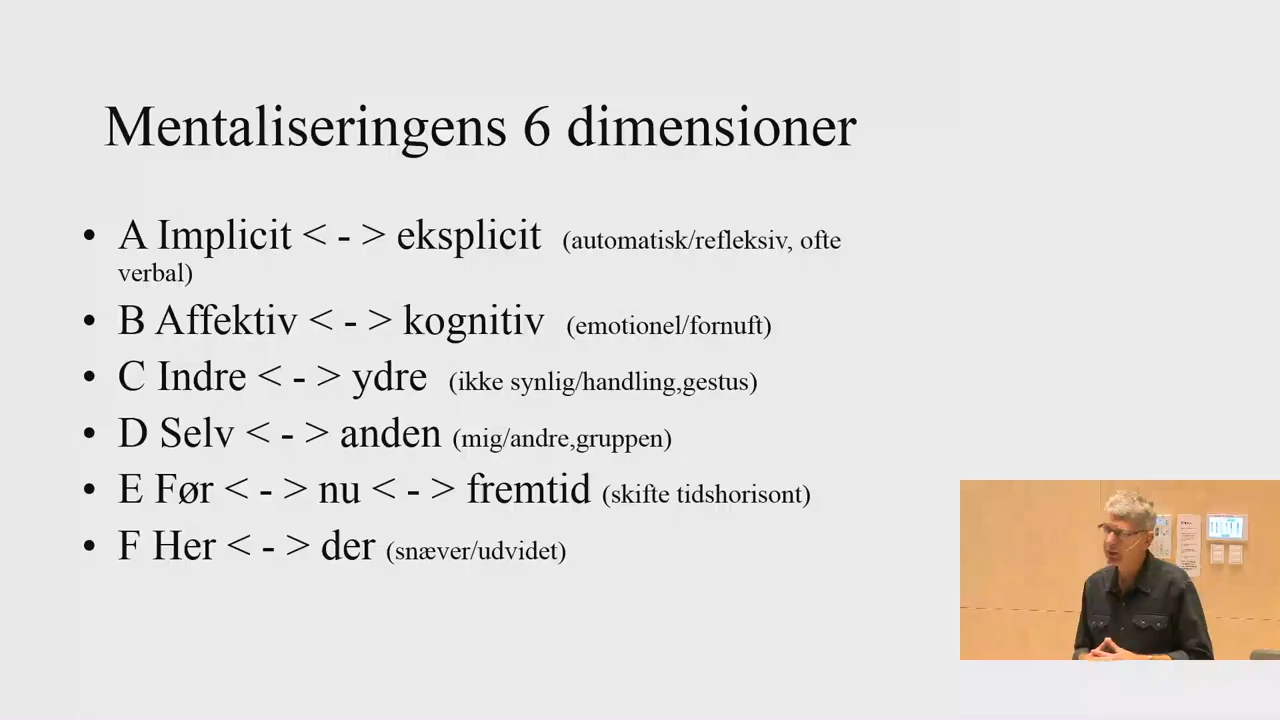 Mentaliseringens 6 dimensioner
• A Implicit < - > eksplicit (automatisk/refleksiv, ofte
verbal)
• B Affektiv < - > kognitiv (emotionel/fornuft)
• C Indre < - > ydre (ikke synlig/handling,gestus)
• D Selv < - > anden (mig/andre,gruppen)
• E Før < - > nu < - > fremtid (skifte tidshorisont)
• F Her < - > der (snæver/udvidet)